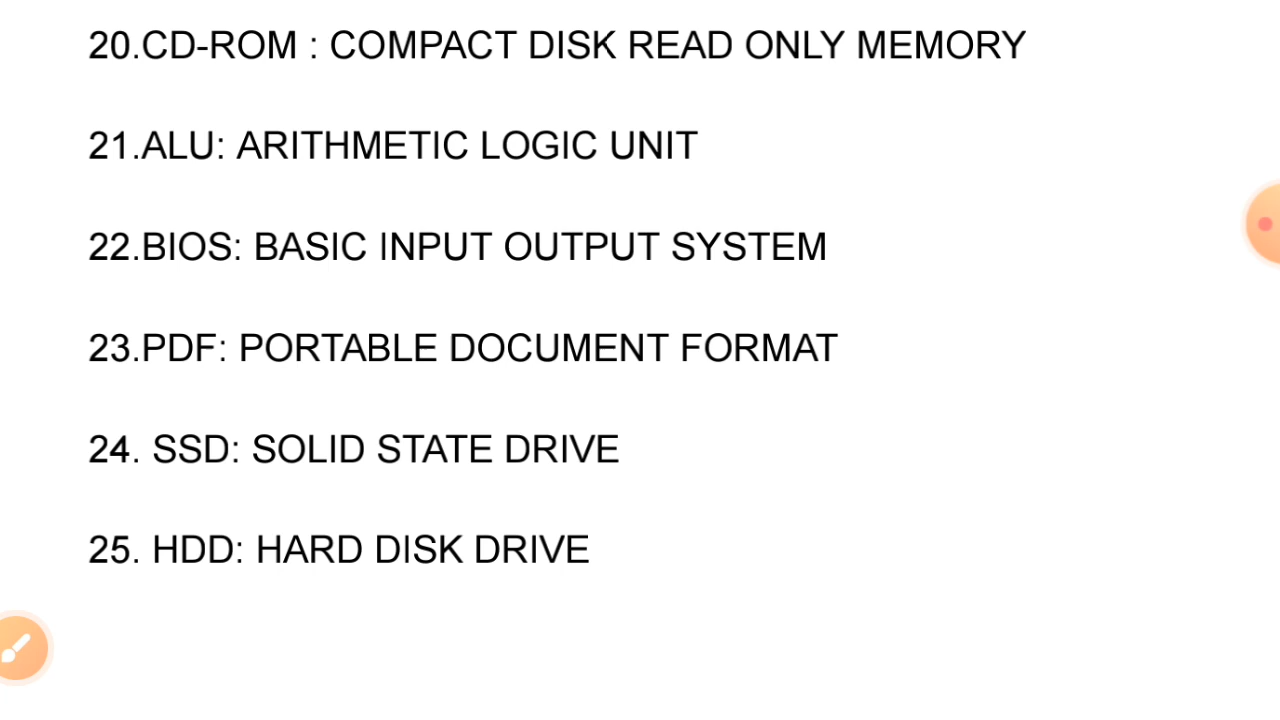 20.CD-ROM : COMPACT DISK READ ONLY MEMORY
21.ALU: ARITHMETIC LOGIC UNIT
22.BIOS: BASIC INPUT OUTPUT SYSTEM
23.PDF: PORTABLE DOCUMENT FORMAT
24. SSD: SOLID STATE DRIVE
25. HDD: HARD DISK DRIVE